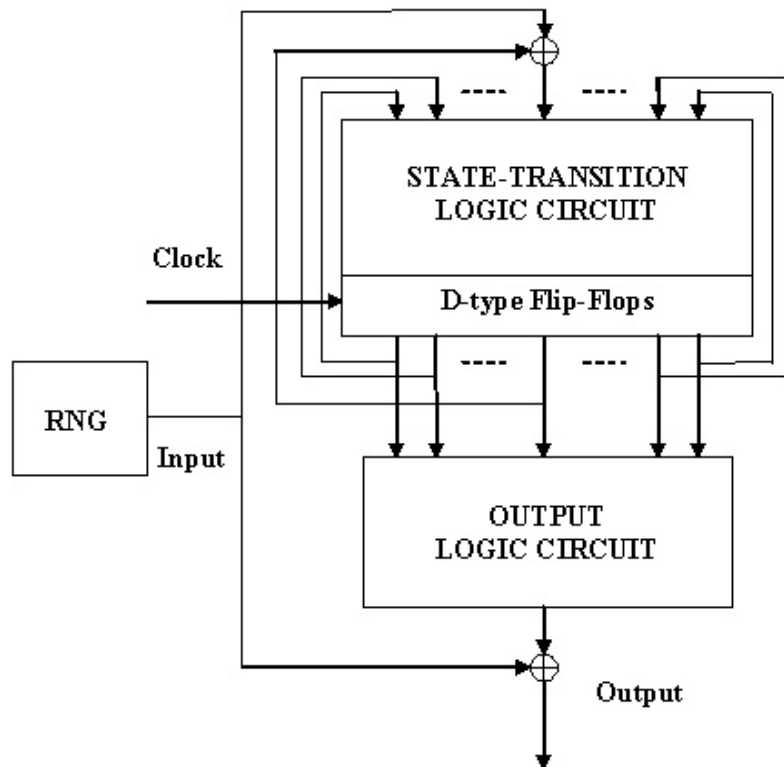 STATE-TRANSITION
LOGIC CIRCUIT
Clock
D-type Flip-Flops
RNG
Input
OUTPUT
LOGIC CIRCUIT
Output